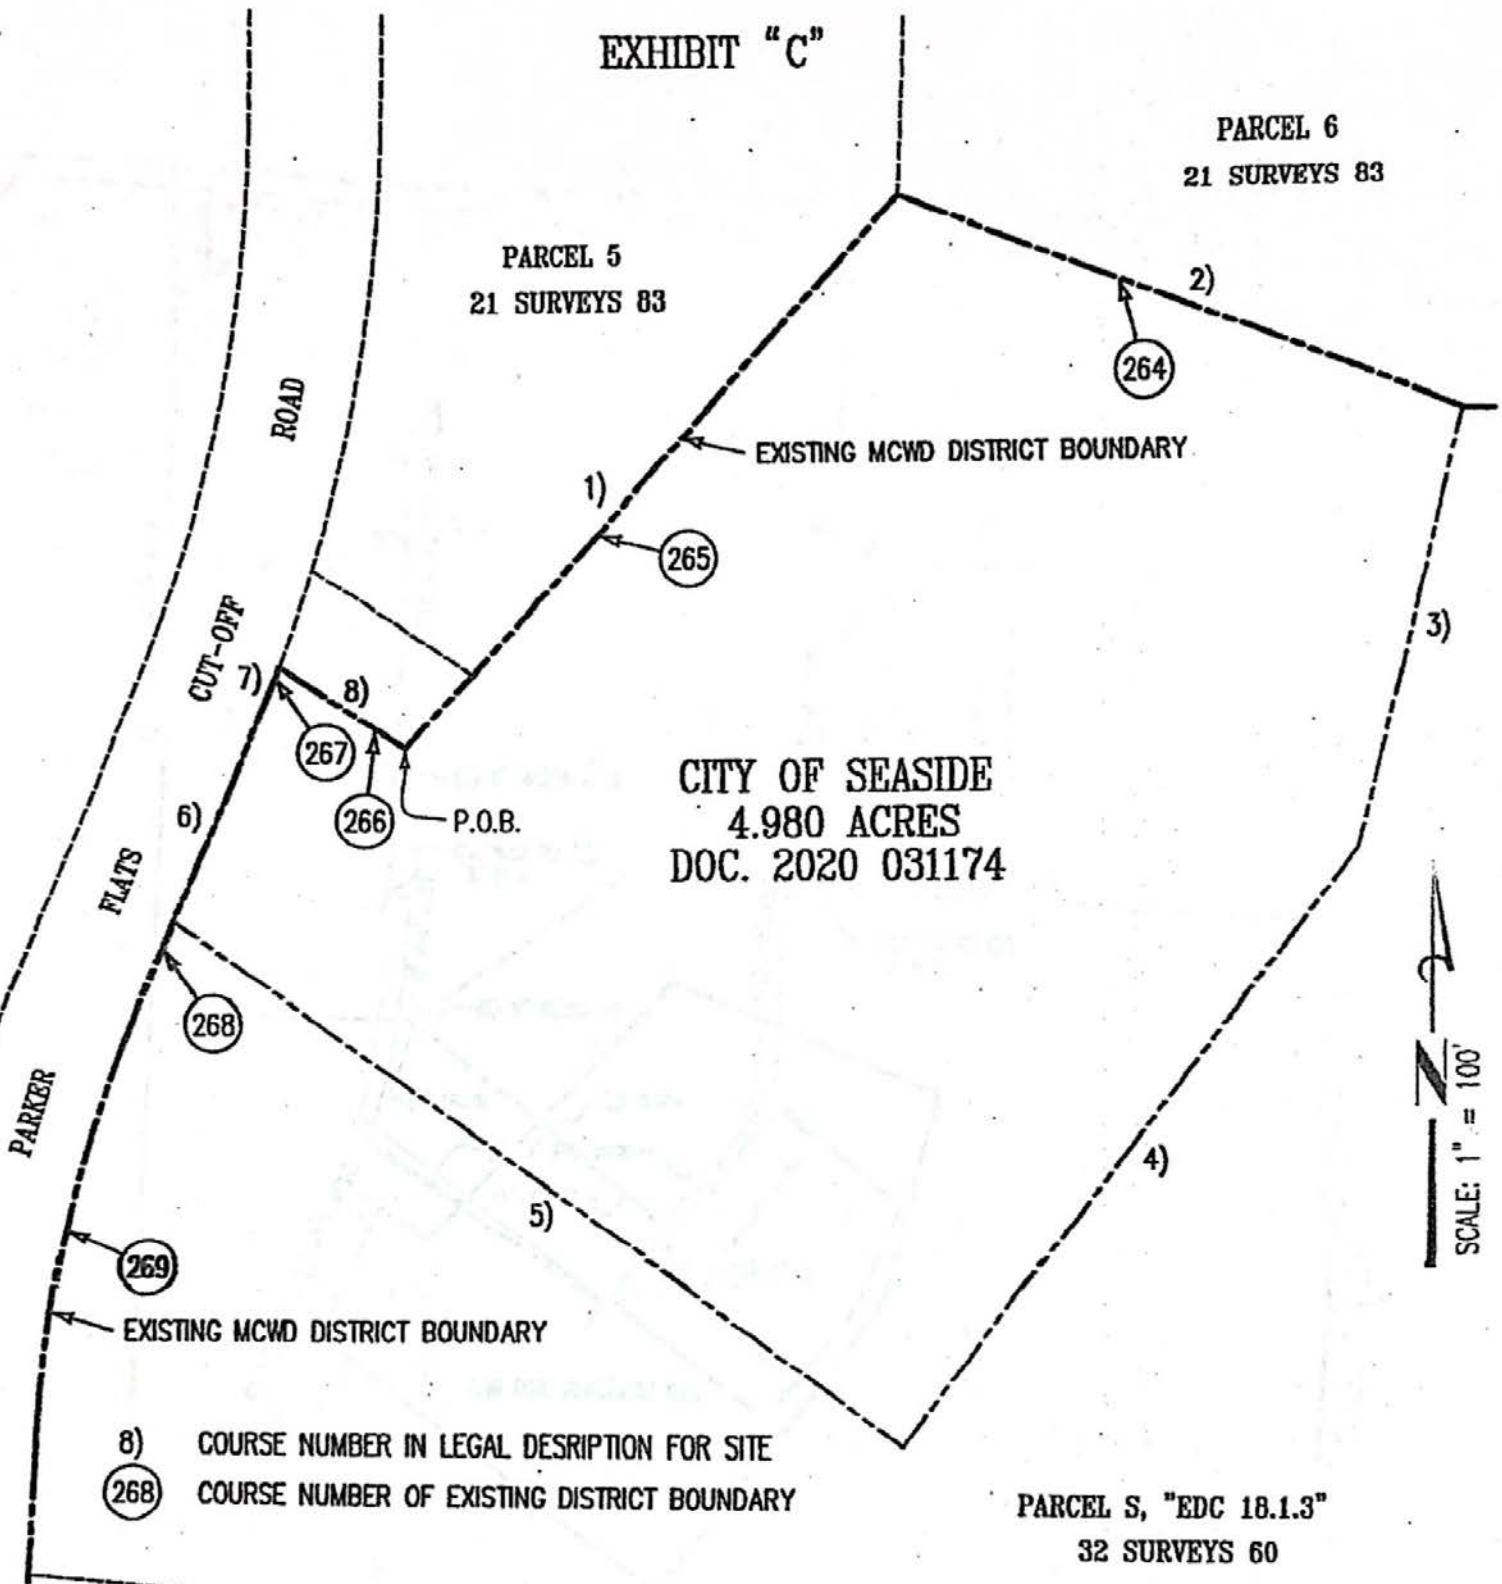 EXHIBIT "C"
PARCEL 6
21 SURVEYS 83
PARCEL 5
21 SURVEYS 83
2)
264
ROAD
EXISTING MCWD DISTRICT BOUNDARY
1)
265
3)
CUT-OFF
7)
8)
267
266
P.O.B.
CITY OF SEASIDE
4.980 ACRES
DOC. 2020 031174
6)
FLATS
268
PARKER
N
SCALE: 1" = 100'
4)
5)
269
EXISTING MCWD DISTRICT BOUNDARY
8) COURSE NUMBER IN LEGAL DESRIPTION FOR SITE
268 COURSE NUMBER OF EXISTING DISTRICT BOUNDARY
PARCEL S, "EDC 18.1.3"
32 SURVEYS 60